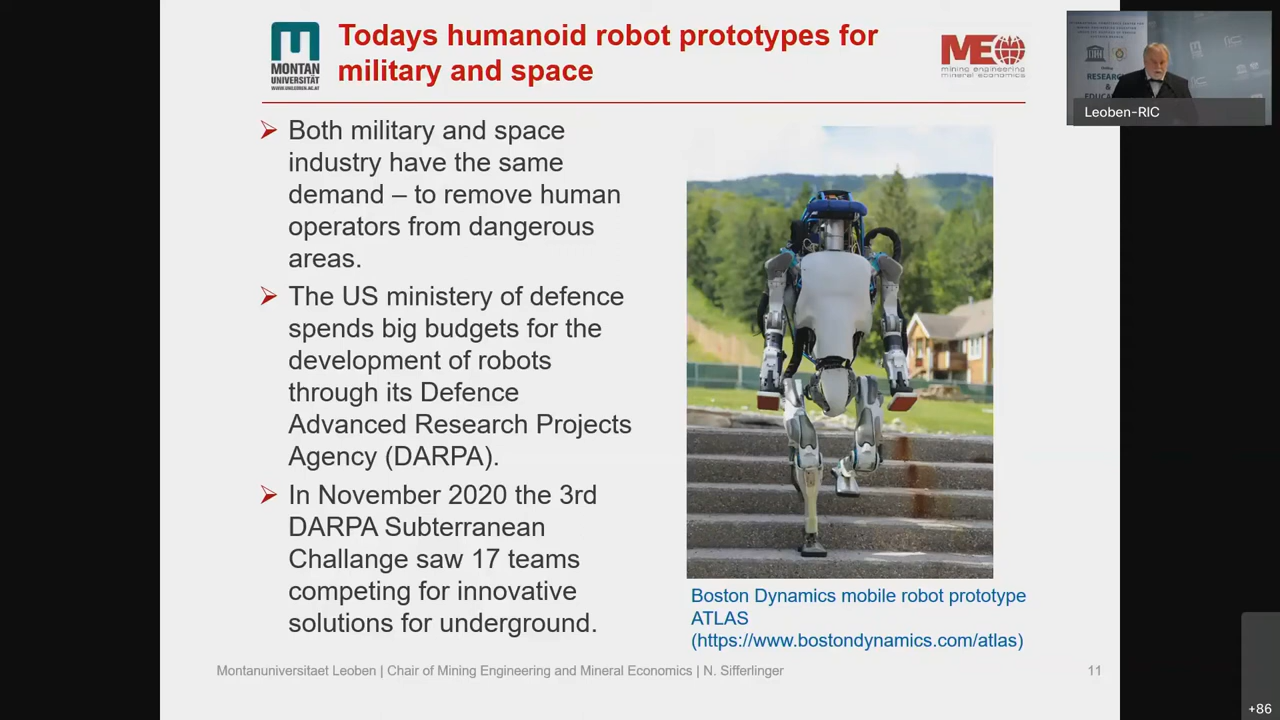 MONTAN
UNIVERSITÄT
WWW.UNILEOBEN.AC.AT
Todays humanoid robot prototypes for
military and space
mining engineering
mineral economics
Leoben-RIC
Both military and space
industry have the same
demand – to remove human
operators from dangerous
areas.
The US ministery of defence
spends big budgets for the
development of robots
through its Defence
Advanced Research Projects
Agency (DARPA).
In November 2020 the 3rd
DARPA Subterranean
Challange saw 17 teams
competing for innovative
solutions for underground.
Boston Dynamics mobile robot prototype
ATLAS
(https://www.bostondynamics.com/atlas)
Montanuniversitaet Leoben | Chair of Mining Engineering and Mineral Economics | N. Sifferlinger
11
+86